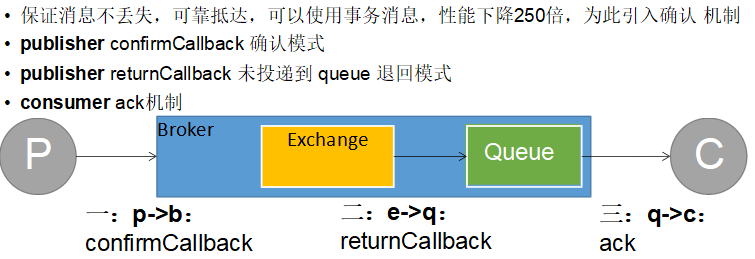 • 保证消息不丢失，可靠抵达，可以使用事务消息，性能下降250倍，为此引入确认 机制
• publisher confirmCallback 确认模式
• publisher returnCallback 未投递到 queue 退回模式
• consumer ack机制
Broker
P
Exchange
Queue
C
一：p->b：
confirmCallback
二：e->q：
returnCallback
三：q->c：
ack